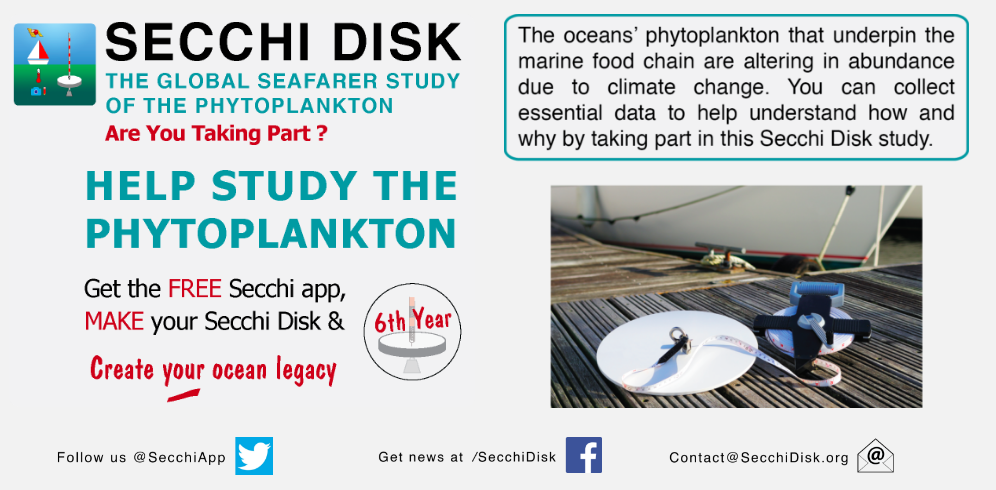 SECCHI DISK
THE GLOBAL SEAFARER STUDY
OF THE PHYTOPLANKTON
Are You Taking Part ?
HELP STUDY THE
PHYTOPLANKTON
Get the FREE Secchi app,
MAKE your Secchi Disk &
Create your ocean legacy
6th Year
The oceans’ phytoplankton that underpin the
marine food chain are altering in abundance
due to climate change. You can collect
essential data to help understand how and
why by taking part in this Secchi Disk study.
Follow us @SecchiApp
Get news at /SecchiDisk
Contact@SecchiDisk.org
@